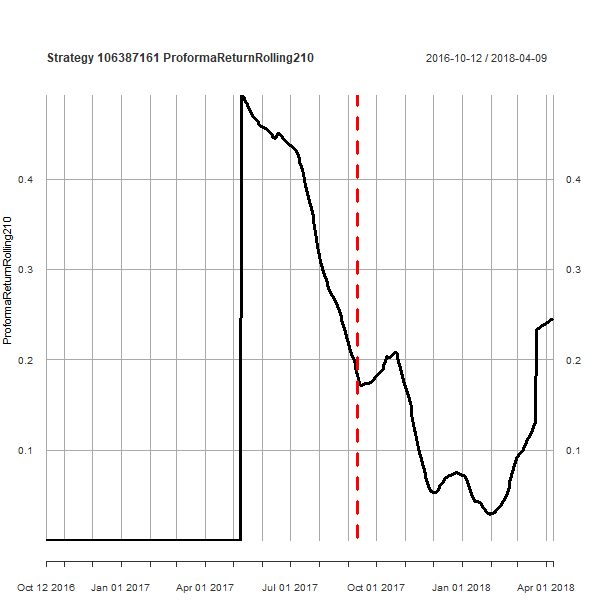 Strategy 106387161 ProformaReturnRolling210
2016-10-12 / 2018-04-09
ProformaReturnRolling210
0.4 0.4
0.3 0.3
0.2 0.2
0.1 0.1
Oct 12 2016 Jan 01 2017 Apr 01 2017 Jul 01 2017 Oct 01 2017 Jan 01 2018 Apr 01 2018